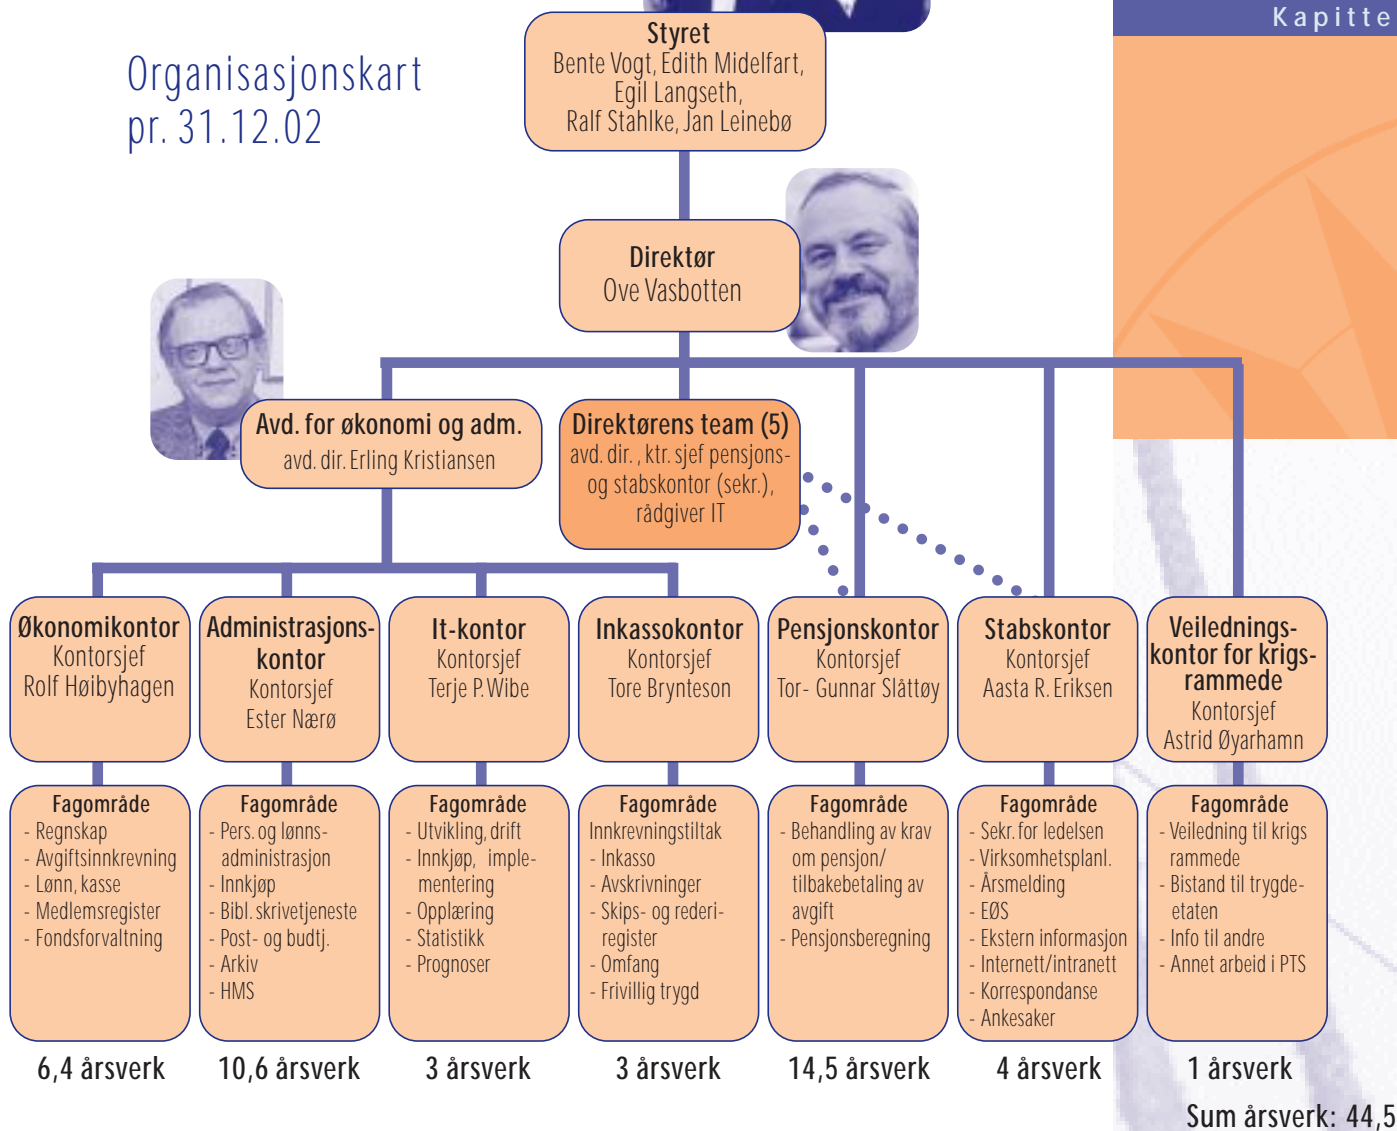 Kapitte
Organisasjonskart
pr. 31.12.02
Styret
Bente Vogt, Edith Midelfart,
Egil Langseth,
Ralf Stahlke, Jan Leinebø
Direktør
Ove Vasbotten
Avd. for økonomi og adm.
avd. dir. Erling Kristiansen
Direktørens team (5)
avd. dir. , ktr. sjef pensjons-
og stabskontor (sekr.),
rådgiver IT
Økonomikontor
Kontorsjef
Rolf Høibyhagen
Administrasjons-
kontor
Kontorsjef
Ester Nærø
It-kontor
Kontorsjef
Terje P. Wibe
Inkassokontor
Kontorsjef
Tore Brynteson
Pensjonskontor
Kontorsjef
Tor- Gunnar Slåttøy
Stabskontor
Kontorsjef
Aasta R. Eriksen
Veilednings-
kontor for krigs-
rammede
Kontorsjef
Astrid Øyarhamn
Fagområde
- Regnskap
- Avgiftsinnkrevning
- Lønn, kasse
- Medlemsregister
- Fondsforvaltning
Fagområde
- Pers. og lønns-
administrasjon
- Innkjøp
- Bibl. skrivetjeneste
- Post- og budtj.
- Arkiv
- HMS
Fagområde
- Utvikling, drift
- Innkjøp, imple-
mentering
- Opplæring
- Statistikk
- Prognoser
Fagområde
Innkrevningstiltak
- Inkasso
- Avskrivninger
- Skips- og rederi-
register
- Omfang
- Frivillig trygd
Fagområde
- Behandling av krav
om pensjon/
tilbakebetaling av
avgift
- Pensjonsberegning
Fagområde
- Sekr. for ledelsen
- Virksomhetsplanl.
- Årsmelding
- EØS
- Ekstern informasjon
- Internett/intranett
- Korrespondanse
- Ankesaker
Fagområde
- Veiledning til krigs
rammede
- Bistand til trygde-
etaten
- Info til andre
- Annet arbeid i PTS
6,4 årsverk
10,6 årsverk
3 årsverk
3 årsverk
14,5 årsverk
4 årsverk
1 årsverk
Sum årsverk: 44,5